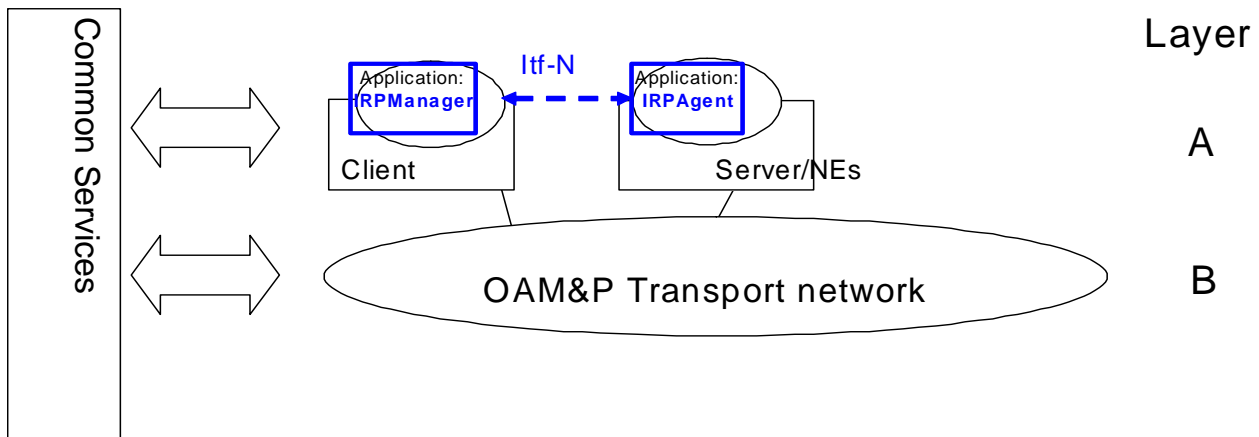 Common Services
Layer
Itf-N
Application:
IRPManager
Application:
IRPAgent
A
Client
Server/NEs
OAM&P Transport network
B